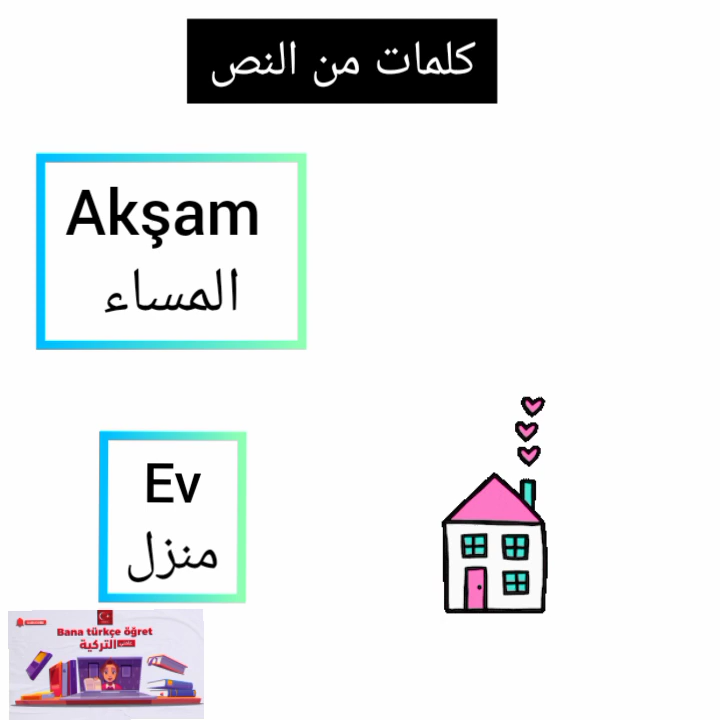 كلمات من النص
Akşam
المساء
Ev
منزل
Bana türkçe öğret
التركية